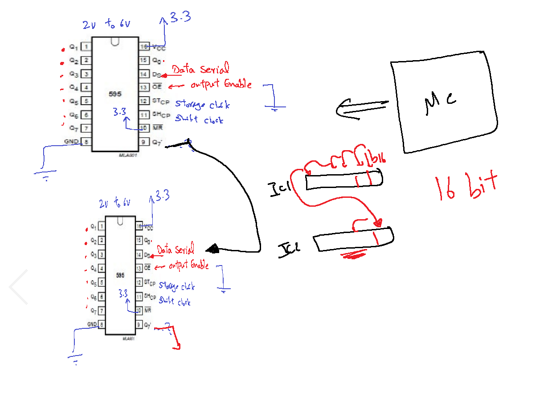 2V to 6V
3.3
Q1 1 16 VCC
Q2 2 15 Q0
Q3 3 14 DS Data Serial
Q4 4 13 OE output Enable
Q5 5 12 STCP Storage clock
Q6 6 11 SHCP Shift clock
Q7 7 10 MR
GND 8 9 Q7'
595
3.3
MLA001
MC
b16
IC1
IC2
16 bit
2V to 6V
3.3
Q1 1 16 VCC
Q2 2 15 Q0
Q3 3 14 DS Data Serial
Q4 4 13 OE output Enable
Q5 5 12 STCP Storage clock
Q6 6 11 SHCP Shift clock
Q7 7 10 MR
GND 8 9 Q7'
595
3.3
MLA001